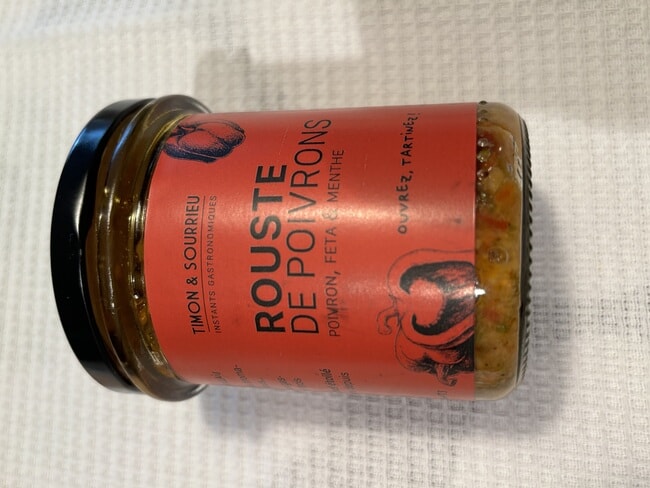 TIMON & SOURRIEU
INSTANTS GASTRONOMIQUES
ROUSTE
DE POIVRONS
POIVRON, FETA & MENTHE
OUVREZ, TARTINEZ!